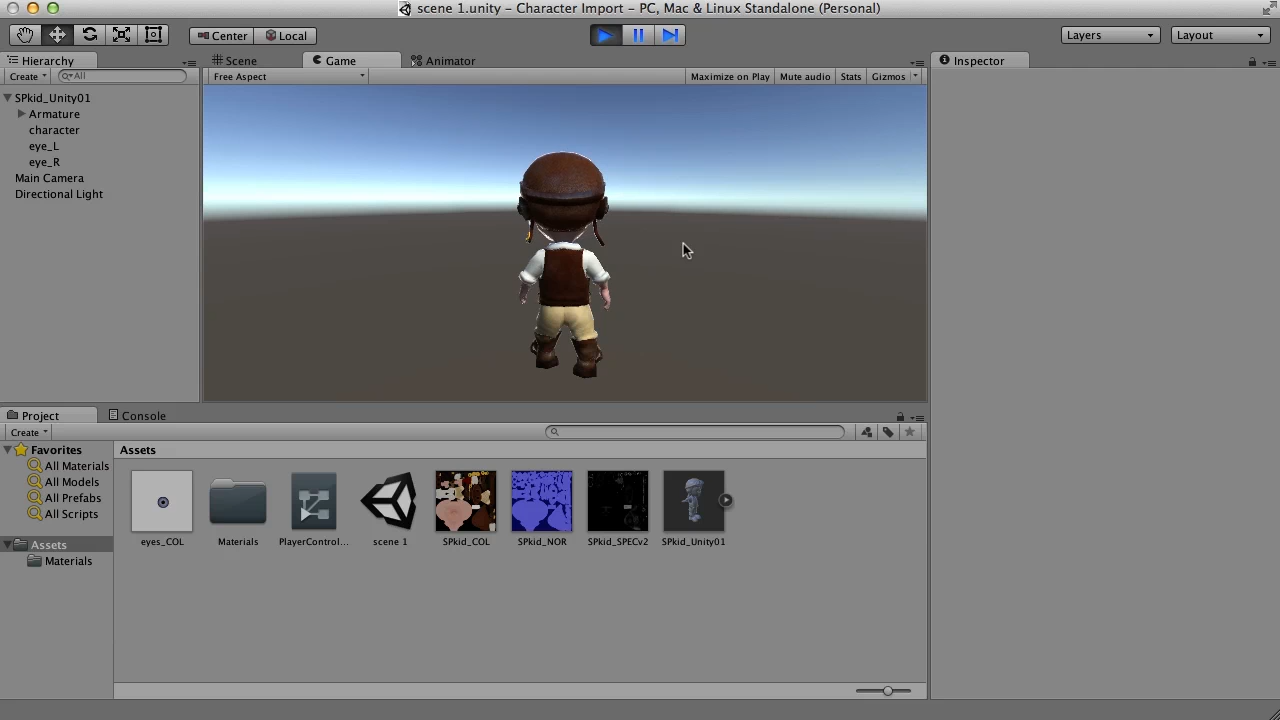 scene 1.unity - Character Import - PC, Mac & Linux Standalone (Personal)
Center Local Layers Layout
Hierarchy Scene Game Animator Inspector
Create All Free Aspect Maximize on Play Mute audio Stats Gizmos
SPkid_Unity01
Armature
character
eye_L
eye_R
Main Camera
Directional Light
Project Console
Create
Favorites
All Materials
All Models
All Prefabs
All Scripts
Assets
Materials
Assets
eyes_COL Materials PlayerControl... scene 1 SPkid_COL SPkid_NOR SPkid_SPECv2 SPkid_Unity01